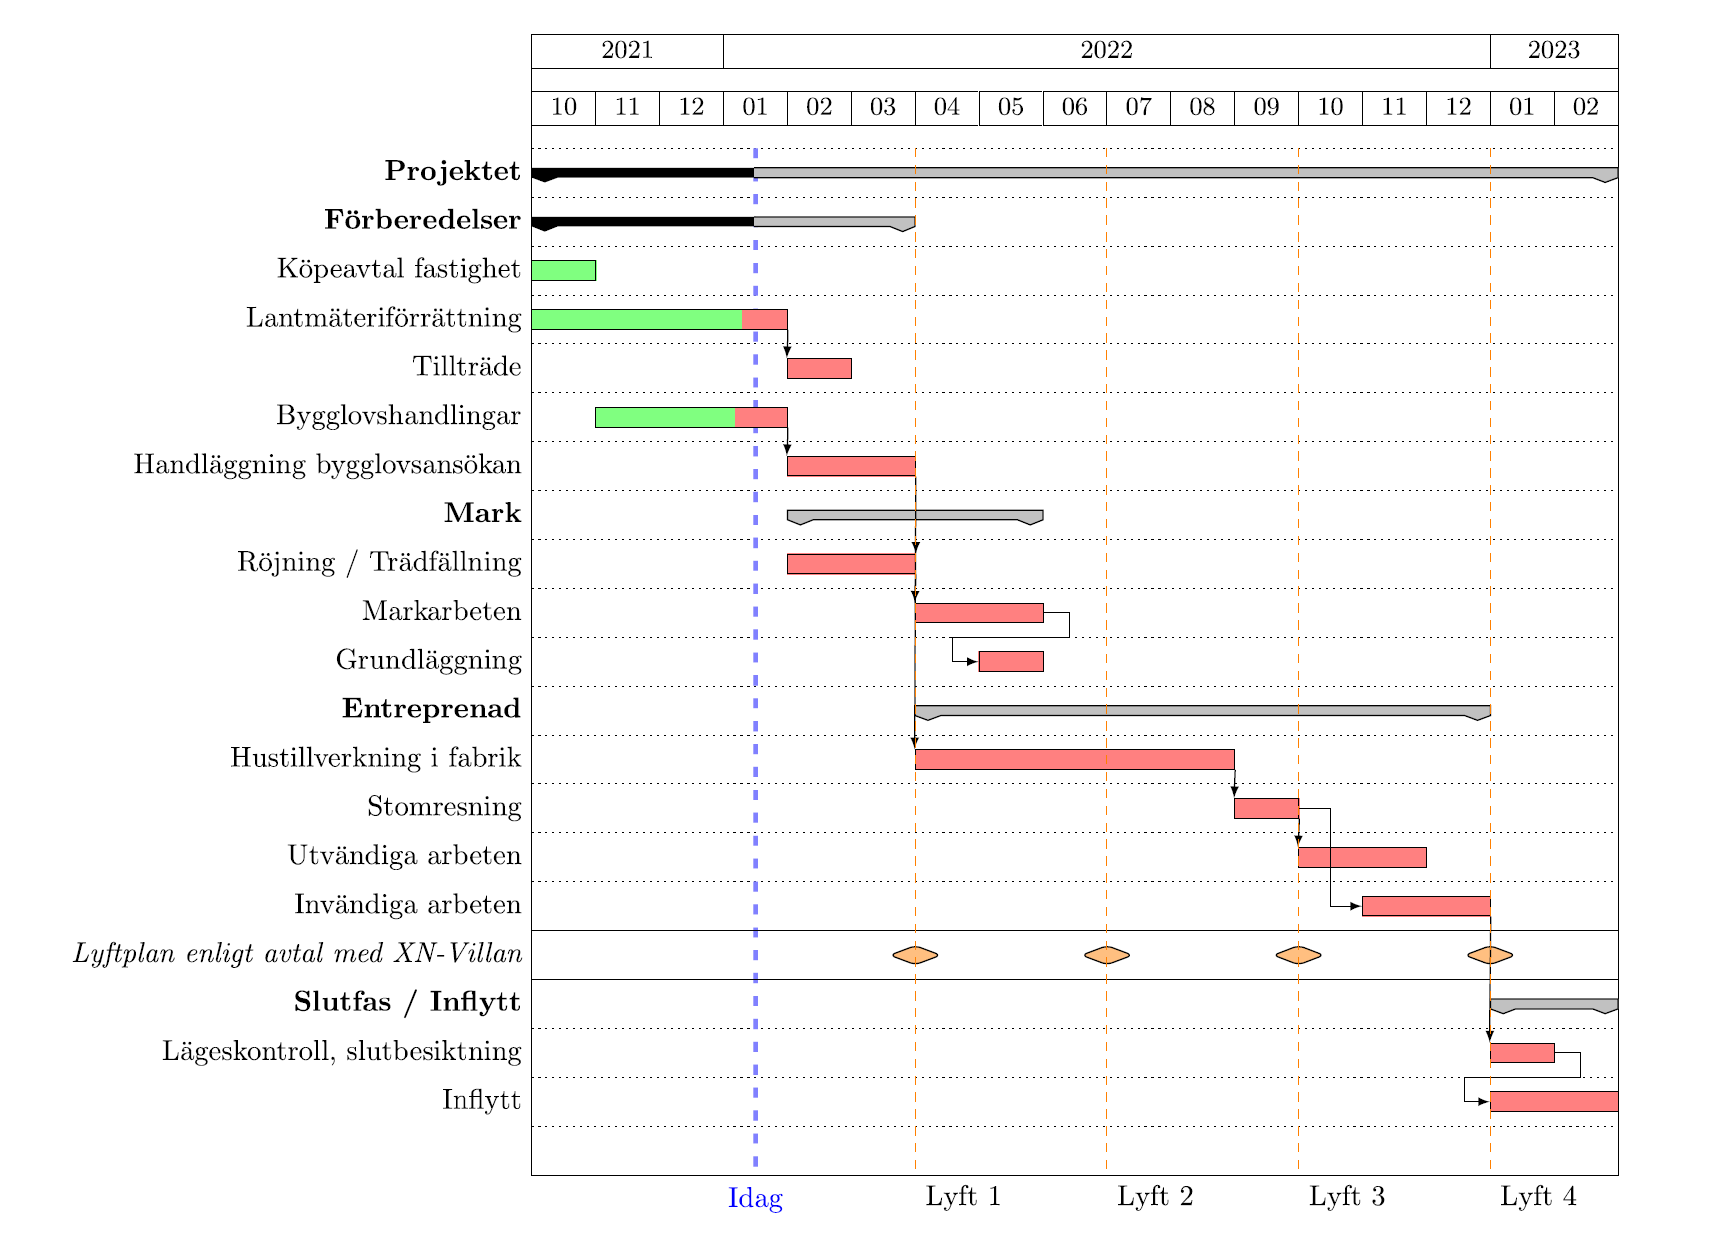 2021 2022 2023
10 11 12 01 02 03 04 05 06 07 08 09 10 11 12 01 02
Projektet
Förberedelser
Köpeavtal fastighet
Lantmäteriförrättning
Tillträde
Bygglovshandlingar
Handläggning bygglovsansökan
Mark
Röjning / Trädfällning
Markarbeten
Grundläggning
Entreprenad
Hustillverkning i fabrik
Stomresning
Utvändiga arbeten
Invändiga arbeten
Lyftplan enligt avtal med XN-Villan
Slutfas / Inflytt
Lägeskontroll, slutbesiktning
Inflytt
Idag Lyft 1 Lyft 2 Lyft 3 Lyft 4